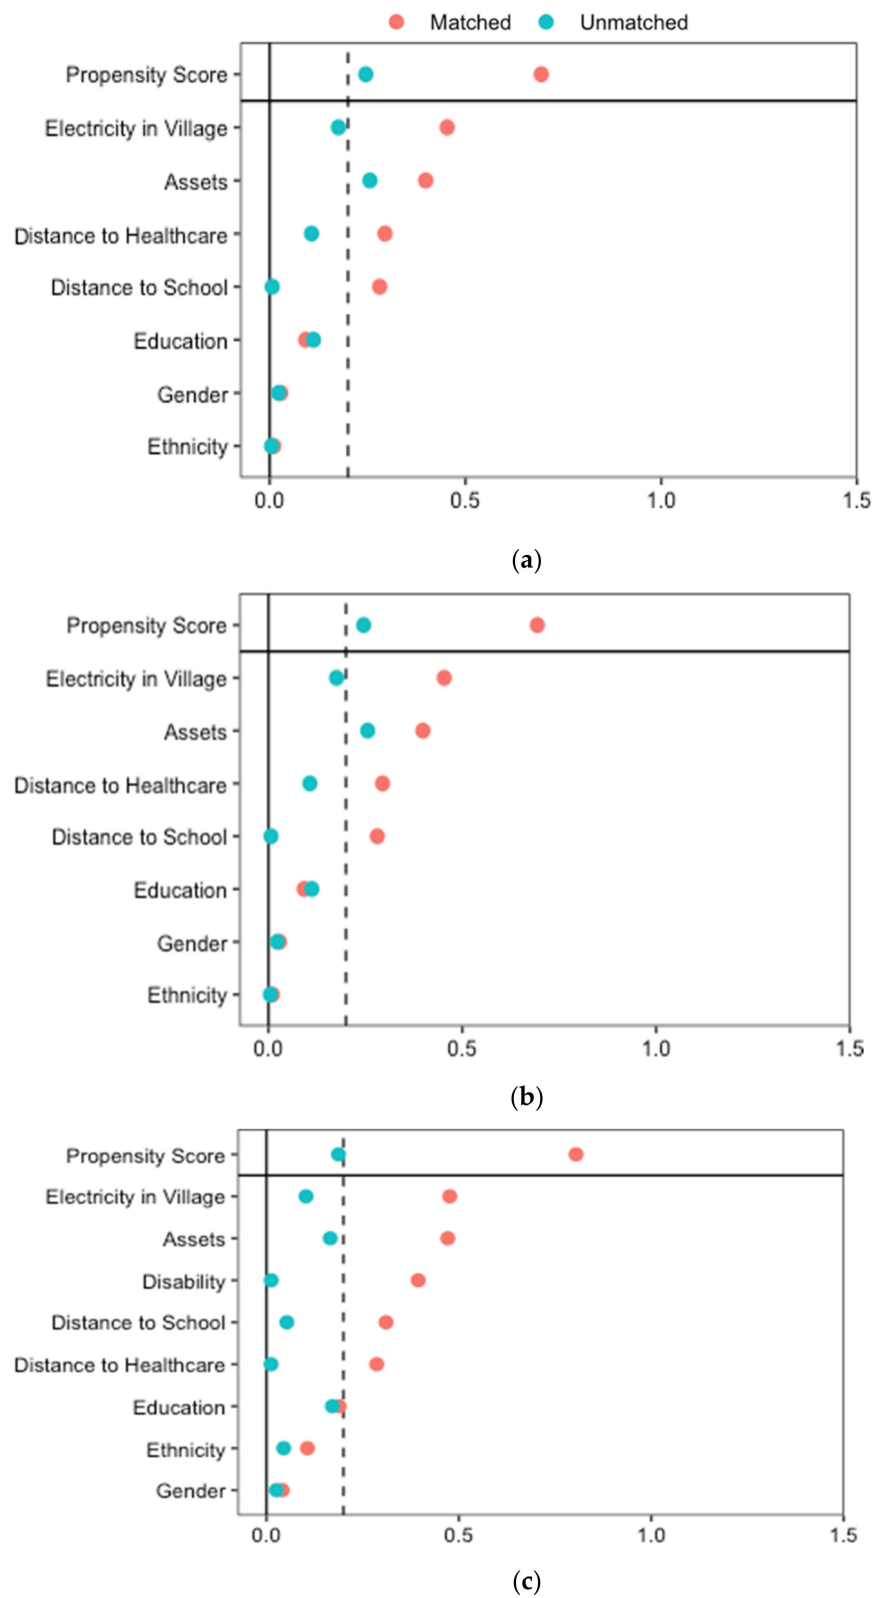 Matched Unmatched
Propensity Score
Electricity in Village
Assets
Distance to Healthcare
Distance to School
Education
Gender
Ethnicity
0.0 0.5 1.0 1.5
(a)
Propensity Score
Electricity in Village
Assets
Distance to Healthcare
Distance to School
Education
Gender
Ethnicity
0.0 0.5 1.0 1.5
(b)
Propensity Score
Electricity in Village
Assets
Disability
Distance to School
Distance to Healthcare
Education
Ethnicity
Gender
0.0 0.5 1.0 1.5
(c)